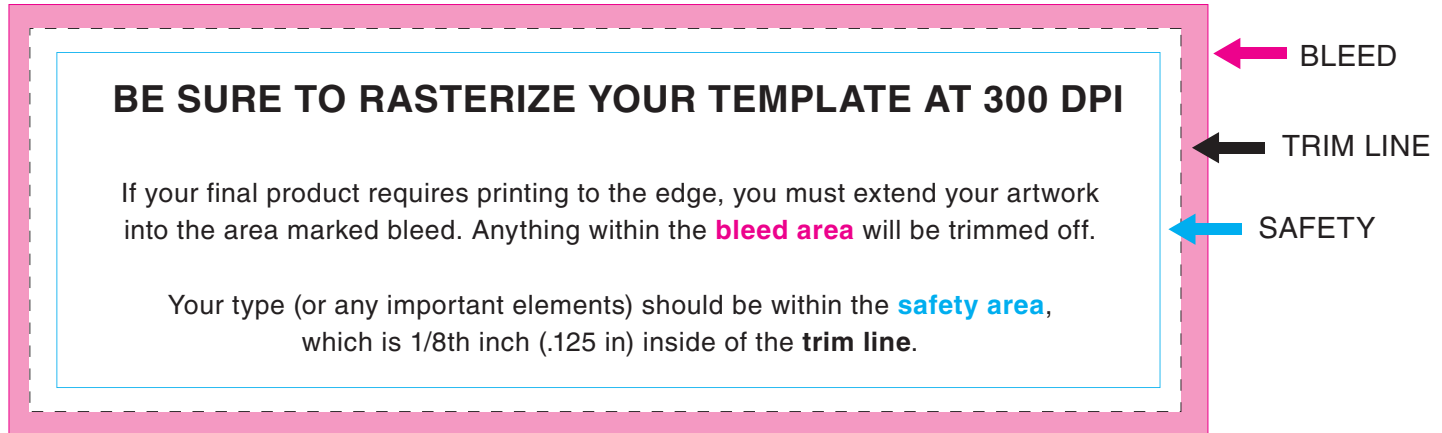 BE SURE TO RASTERIZE YOUR TEMPLATE AT 300 DPI
If your final product requires printing to the edge, you must extend your artwork
into the area marked bleed. Anything within the bleed area will be trimmed off.
Your type (or any important elements) should be within the safety area,
which is 1/8th inch (.125 in) inside of the trim line.
BLEED
TRIM LINE
SAFETY